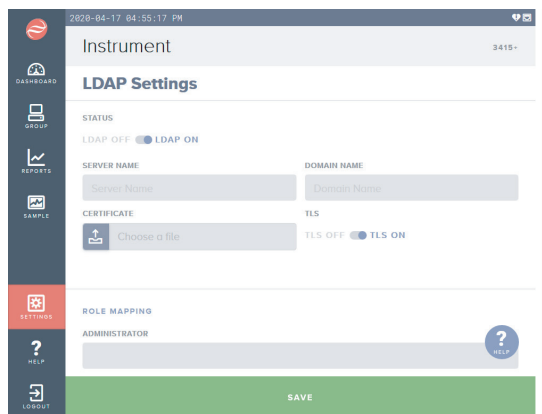 2020-04-17 04:55:17 PM
Instrument
3415+
DASHBOARD
GROUP
REPORTS
SAMPLE
SETTINGS
HELP
LOGOUT
LDAP Settings
STATUS
LDAP OFF LDAP ON
SERVER NAME DOMAIN NAME
Server Name Domain Name
CERTIFICATE TLS
Choose a file TLS OFF TLS ON
ROLE MAPPING
ADMINISTRATOR
?
HELP
SAVE